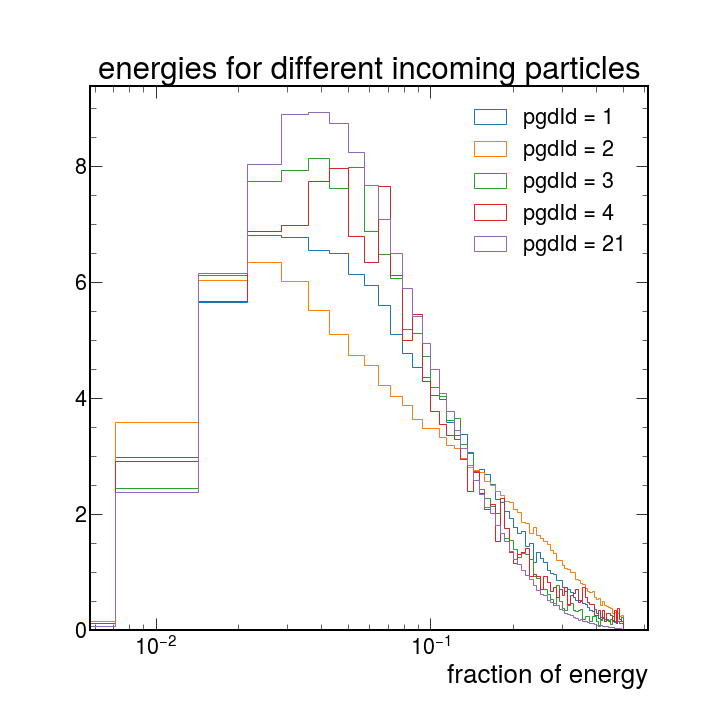 energies for different incoming particles
pgdId = 1
pgdId = 2
pgdId = 3
pgdId = 4
pgdId = 21
8
6
4
2
0
10⁻² 10⁻¹
fraction of energy